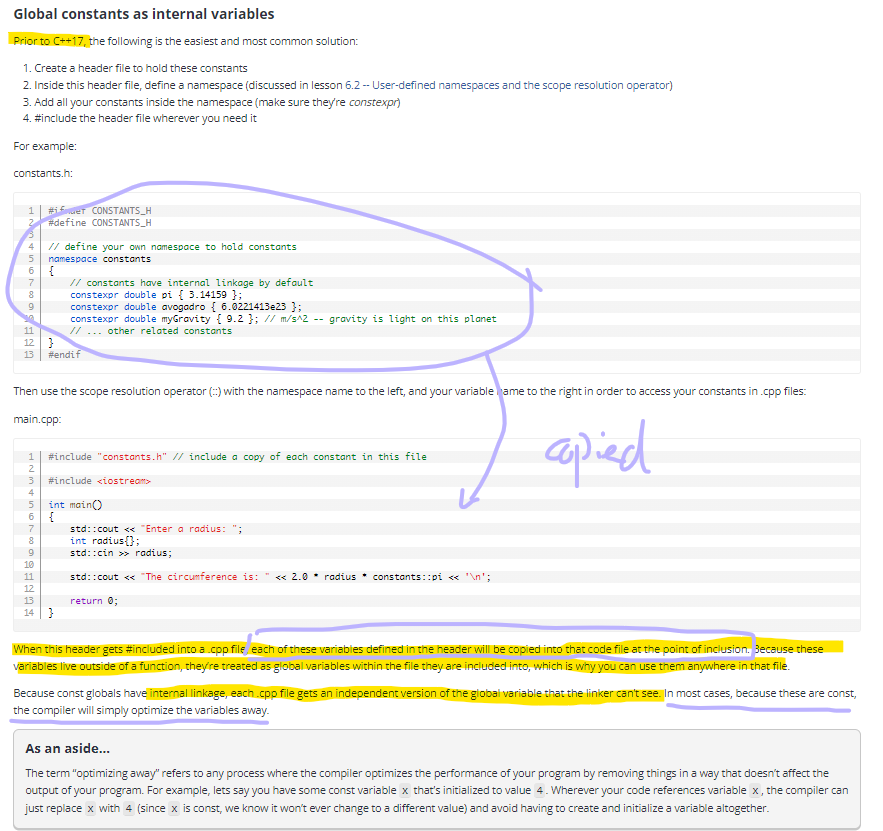 Global constants as internal variables
Prior to C++17, the following is the easiest and most common solution:
1. Create a header file to hold these constants
2. Inside this header file, define a namespace (discussed in lesson 6.2 -- User-defined namespaces and the scope resolution operator)
3. Add all your constants inside the namespace (make sure they're constexpr)
4. #include the header file wherever you need it
For example:
constants.h:
1 #ifndef CONSTANTS_H
2 #define CONSTANTS_H
3
4 // define your own namespace to hold constants
5 namespace constants
6 {
7 // constants have internal linkage by default
8 constexpr double pi { 3.14159 };
9 constexpr double avogadro { 6.0221413e23 };
10 constexpr double myGravity { 9.2 }; // m/s^2 -- gravity is light on this planet
11 // ... other related constants
12 }
13 #endif
Then use the scope resolution operator (::) with the namespace name to the left, and your variable name to the right in order to access your constants in .cpp files:
main.cpp:
copied
1 #include "constants.h" // include a copy of each constant in this file
2
3 #include <iostream>
4
5 int main()
6 {
7 std::cout << "Enter a radius: ";
8 int radius{};
9 std::cin >> radius;
10
11 std::cout << "The circumference is: " << 2.0 * radius * constants::pi << '\n';
12
13 return 0;
14 }
When this header gets #included into a .cpp file, each of these variables defined in the header will be copied into that code file at the point of inclusion. Because these
variables live outside of a function, they're treated as global variables within the file they are included into, which is why you can use them anywhere in that file.
Because const globals have internal linkage, each .cpp file gets an independent version of the global variable that the linker can't see. In most cases, because these are const,
the compiler will simply optimize the variables away.
As an aside...
The term "optimizing away" refers to any process where the compiler optimizes the performance of your program by removing things in a way that doesn't affect the
output of your program. For example, lets say you have some const variable x that's initialized to value 4. Wherever your code references variable x, the compiler can
just replace x with 4 (since x is const, we know it won't ever change to a different value) and avoid having to create and initialize a variable altogether.